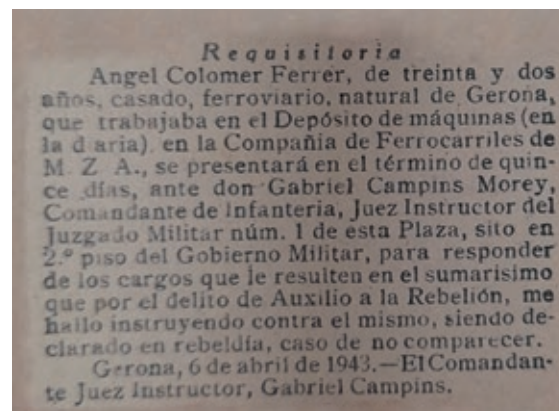 Requisitoria
Angel Colomer Ferrer, de treinta y dos
años, casado, ferroviario, natural de Gerona,
que trabajaba en el Depósito de máquinas (en
la d aria) en la Compañia de Ferrocarriles de
M. Z A., se presentará en el término de quin-
ce días, ante don Gabriel Campins Morey,
Comandante de Infanteria, Juez Instructor del
Juzgado Militar núm. 1 de esta Plaza, sito en
2.º piso del Gobierno Militar, para responder
de los cargos que le resulten en el sumarisimo
que por el delito de Auxilio a la Rebelión, me
hallo instruyendo contra el mismo, siendo de-
clarado en rebeldía, caso de no comparecer.
Gerona, 6 de abril de 1943.—El Comandan-
te Juez Instructor, Gabriel Campins.